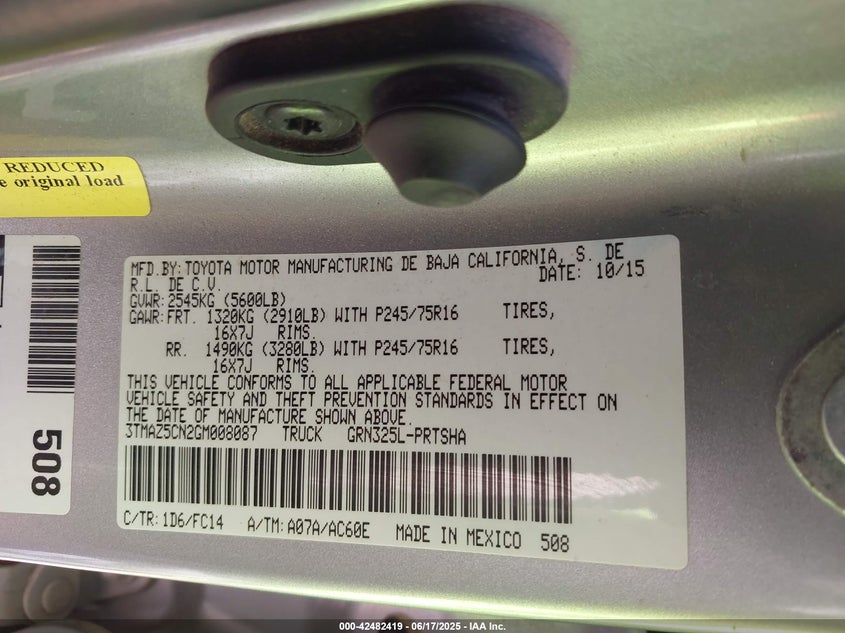 REDUCED
e original load
508
MFD.BY:TOYOTA MOTOR MANUFACTURING DE BAJA CALIFORNIA, S. DE
R.L. DE C.V. DATE: 10/15
GVWR:2545KG (5600LB)
GAWR:FRT. 1320KG (2910LB) WITH P245/75R16 TIRES,
16X7J RIMS.
RR. 1490KG (3280LB) WITH P245/75R16 TIRES,
16X7J RIMS.
THIS VEHICLE CONFORMS TO ALL APPLICABLE FEDERAL MOTOR
VEHICLE SAFETY AND THEFT PREVENTION STANDARDS IN EFFECT ON
THE DATE OF MANUFACTURE SHOWN ABOVE.
3TMAZ5CN2GM008087 TRUCK GRN325L-PRTSHA
C/TR:1D6/FC14 A/TM:A07A/AC60E MADE IN MEXICO 508
000-42482419 | 06/17/2025 - IAA Inc.